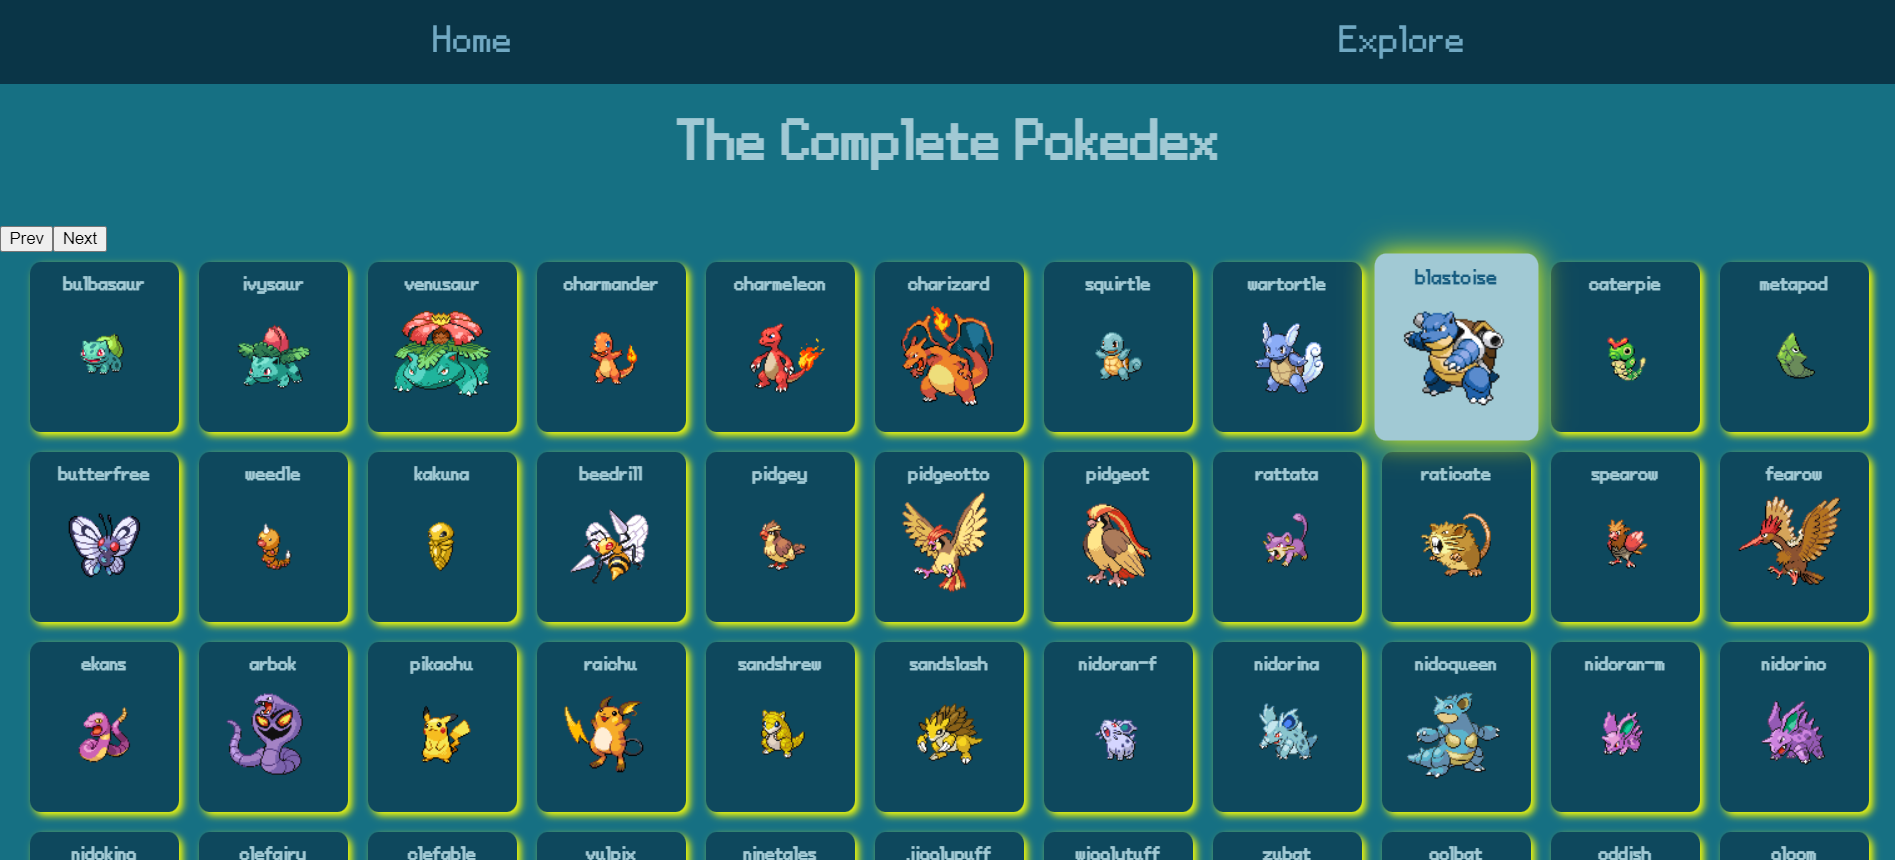 Home Explore
The Complete Pokedex
Prev Next
bulbasaur ivysaur venusaur charmander charmeleon charizard squirtle wartortle blastoise caterpie metapod
butterfree weedle kakuna beedrill pidgey pidgeotto pidgeot rattata raticate spearow fearow
ekans arbok pikachu raichu sandshrew sandslash nidoran-f nidorina nidoqueen nidoran-m nidorino
nidoking clefairy clefable vulpix ninetales jigglypuff wigglytuff zubat golbat oddish gloom